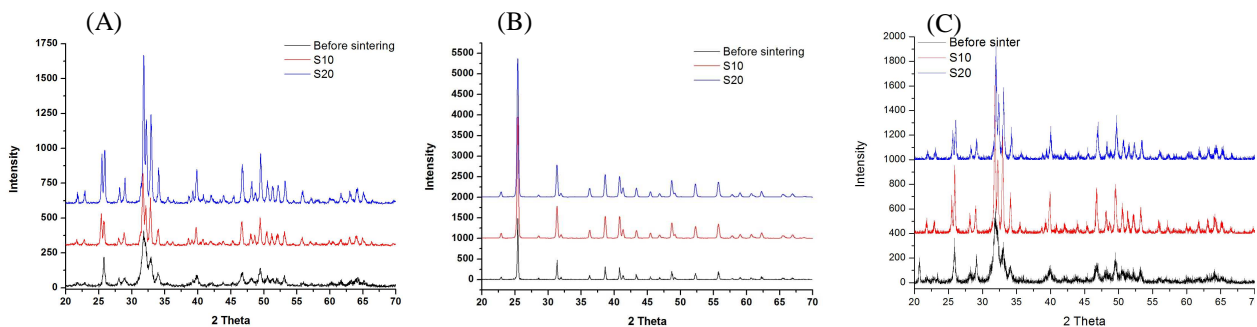 (A)
1750
1500
1250
1000
750
500
250
0
Intensity
Before sintering
S10
S20
20 25 30 35 40 45 50 55 60 65 70
2 Theta
(B)
5500
5000
4500
4000
3500
3000
2500
2000
1500
1000
500
0
Intensity
Before sintering
S10
S20
20 25 30 35 40 45 50 55 60 65 70
2 Theta
(C)
2000
1800
1600
1400
1200
1000
800
600
400
200
0
Intensity
Before sinter
S10
S20
20 25 30 35 40 45 50 55 60 65 70
2 Theta